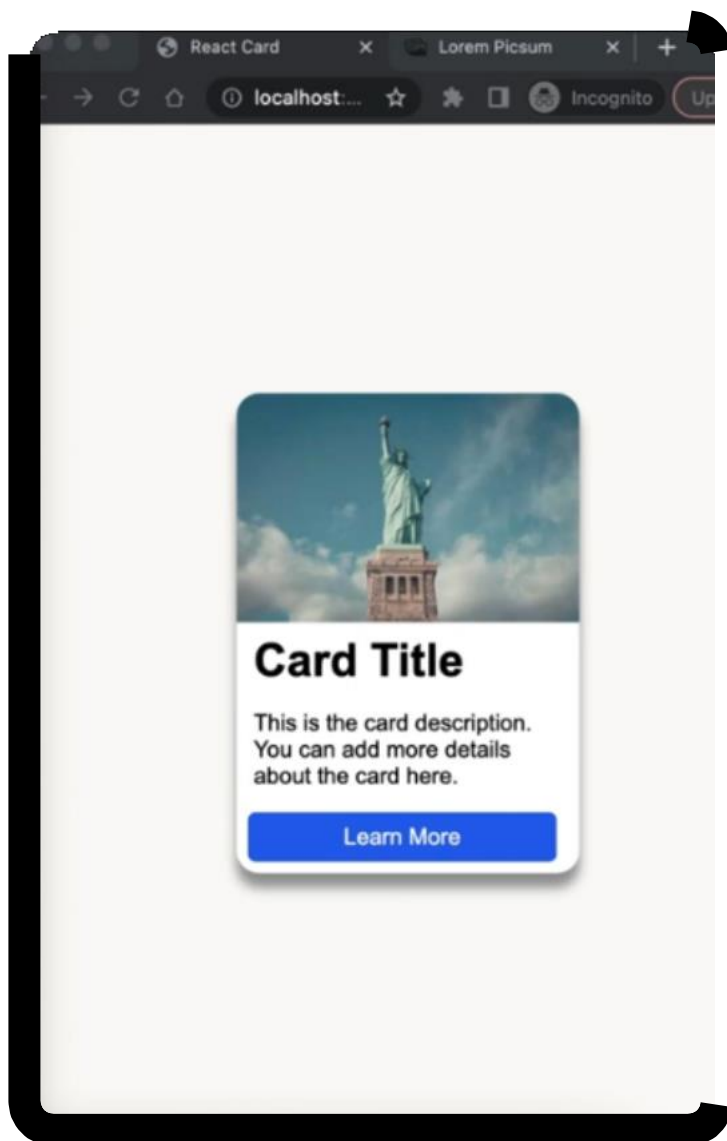 React Card
Lorem Picsum
localhost:...
Incognito
Up
Card Title
This is the card description.
You can add more details
about the card here.
Learn More